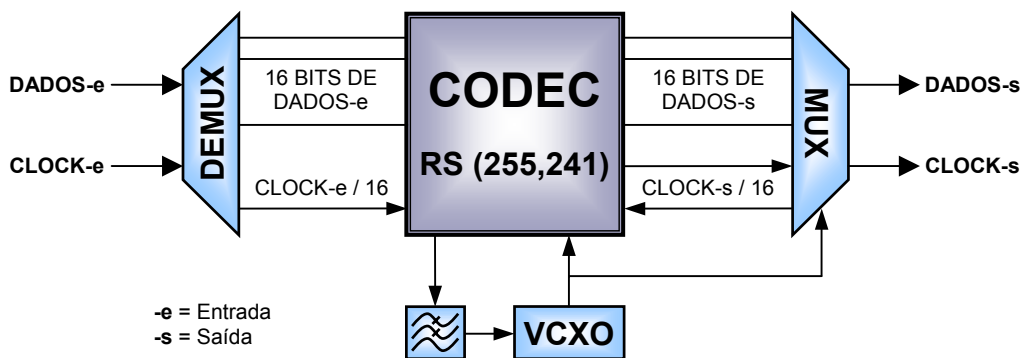 DADOS-e
CLOCK-e
DEMUX
16 BITS DE
DADOS-e
CLOCK-e / 16
CODEC
RS (255,241)
16 BITS DE
DADOS-s
CLOCK-s / 16
MUX
DADOS-s
CLOCK-s
-e = Entrada
-s = Saída
VCXO